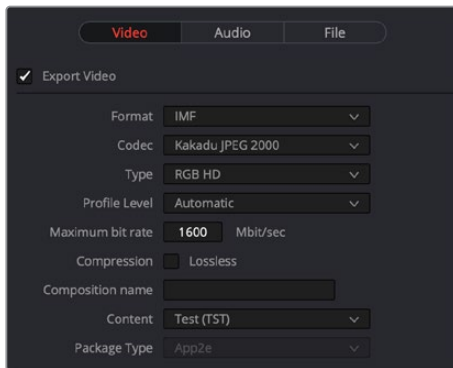 Video Audio File
Export Video
Format IMF
Codec Kakadu JPEG 2000
Type RGB HD
Profile Level Automatic
Maximum bit rate 1600 Mbit/sec
Compression Lossless
Composition name
Content Test (TST)
Package Type App2e